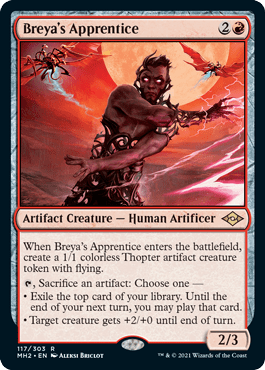 Breya's Apprentice 2
Artifact Creature — Human Artificer
When Breya's Apprentice enters the battlefield,
create a 1/1 colorless Thopter artifact creature
token with flying.
, Sacrifice an artifact: Choose one —
• Exile the top card of your library. Until the
end of your next turn, you may play that card.
• Target creature gets +2/+0 until end of turn.
2/3
117/303 R
MH2 • EN Aleksi Briclot
™ & © 2021 Wizards of the Coast